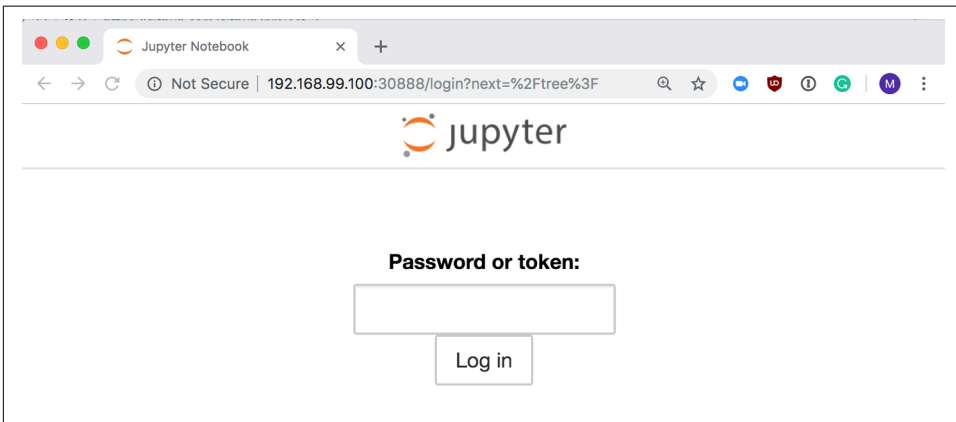 Jupyter Notebook
Not Secure | 192.168.99.100:30888/login?next=%2Ftree%3F
M
jupyter
Password or token:
Log in